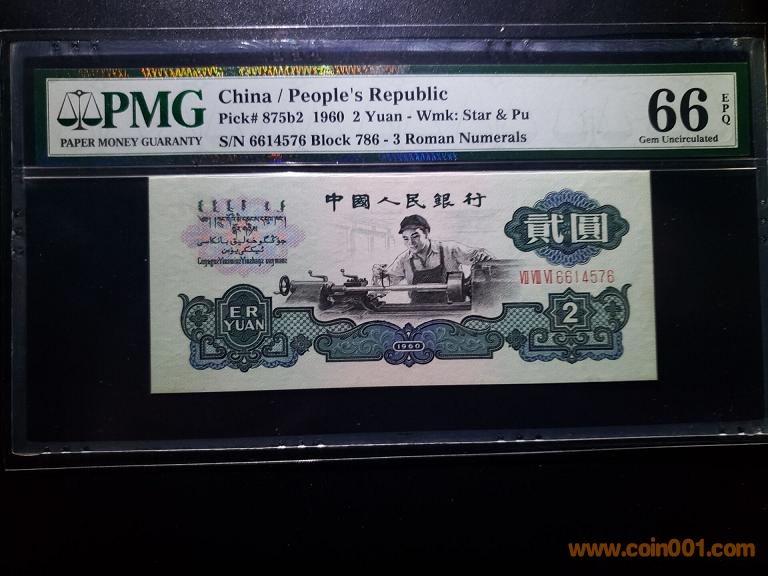 PMG
PAPER MONEY GUARANTY
China / People's Republic
Pick# 875b2 1960 2 Yuan - Wmk: Star & Pu
S/N 6614576 Block 786 - 3 Roman Numerals
66 EPQ
Gem Uncirculated
中國人民銀行
貳圓
VII VIII VI 6614576
ER
YUAN
1960
2
www.coin001.com